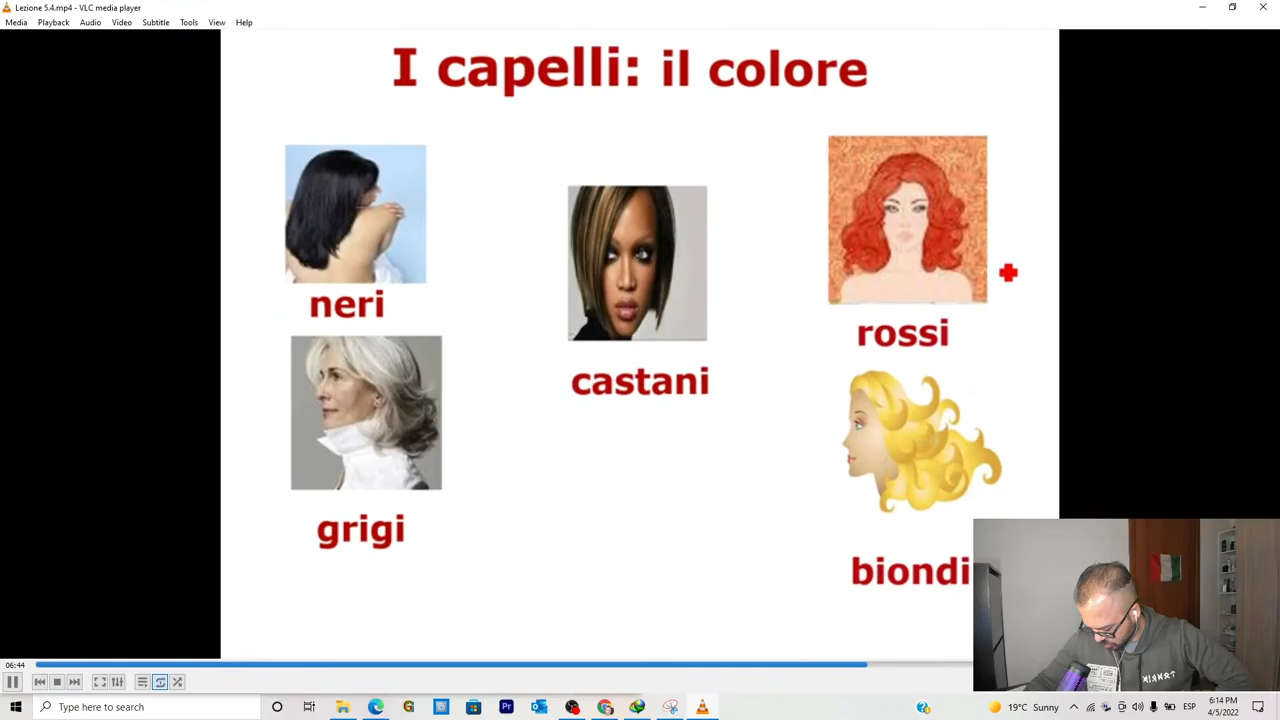 Lezione 5.4.mp4 - VLC media player
Media Playback Audio Video Subtitle Tools View Help
I capelli: il colore
neri
castani
rossi
grigi
biondi
06:44
Type here to search
19°C Sunny
ESP
6:14 PM
4/5/2022